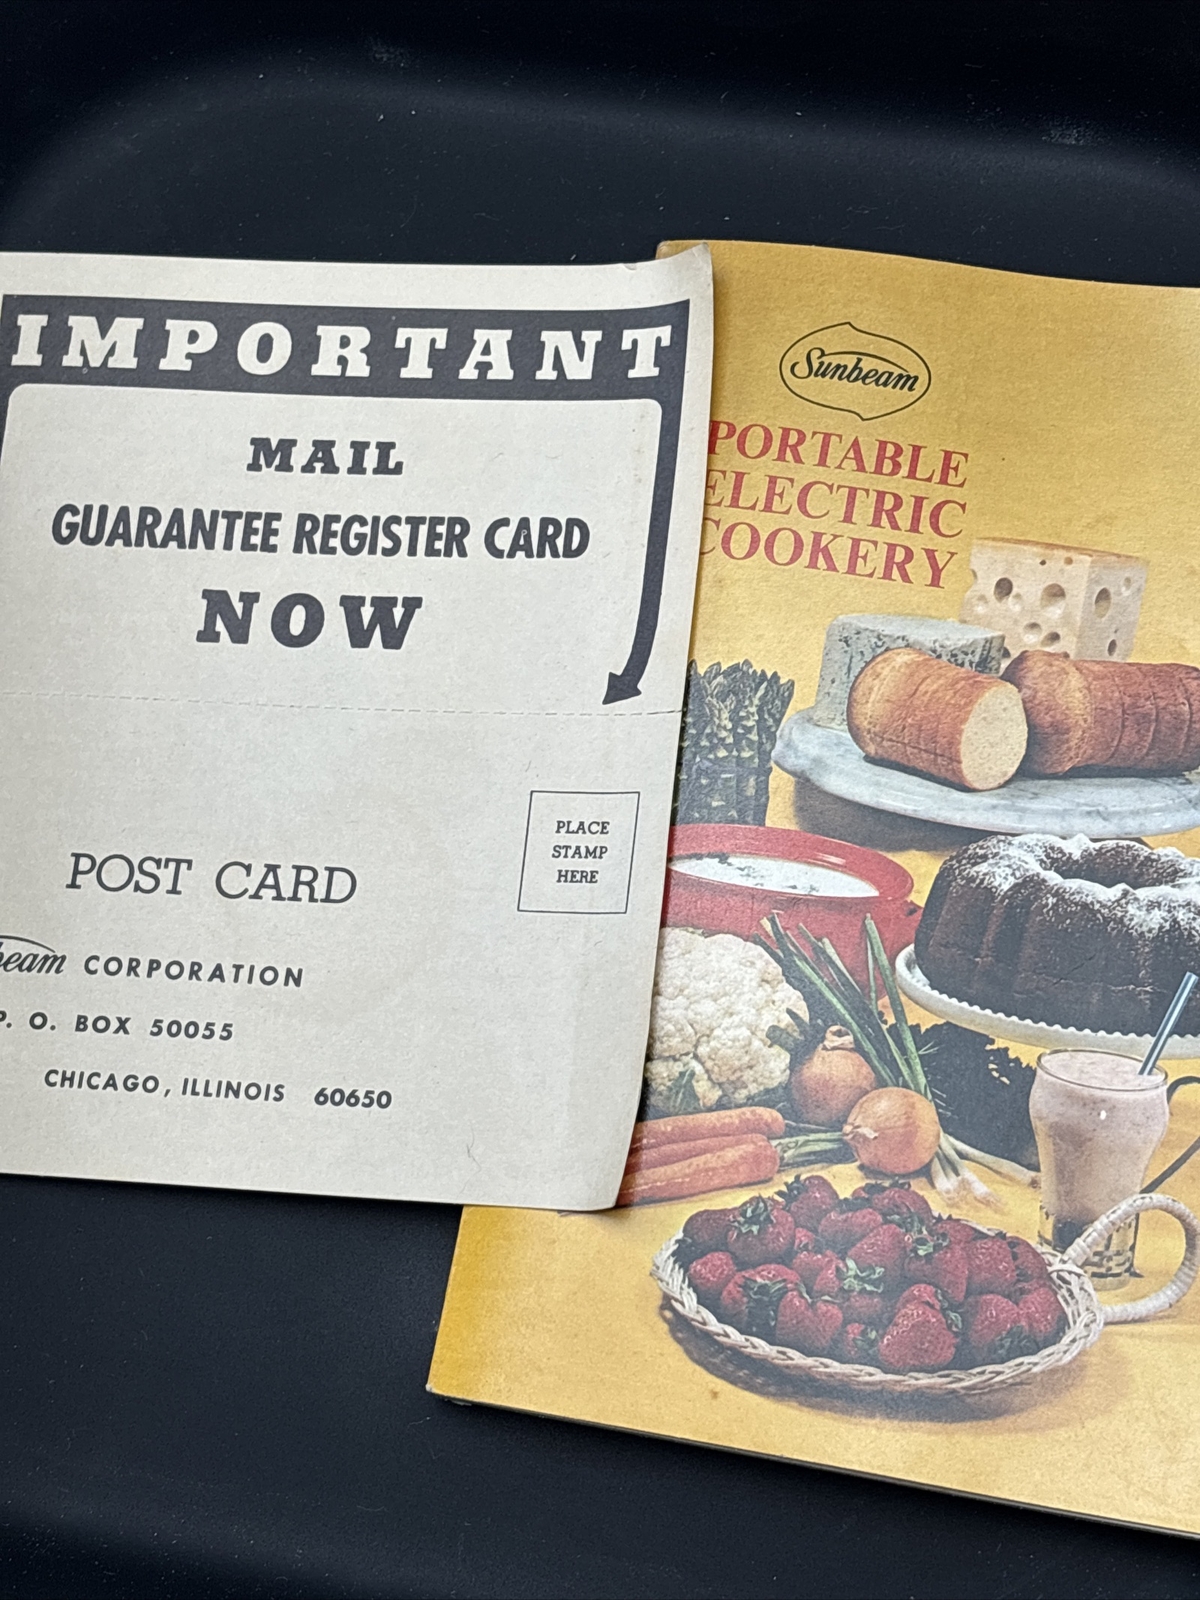 IMPORTANT
MAIL
GUARANTEE REGISTER CARD
NOW
PLACE
STAMP
HERE
POST CARD
beam CORPORATION
P. O. BOX 50055
CHICAGO, ILLINOIS 60650
Sunbeam
PORTABLE
ELECTRIC
COOKERY